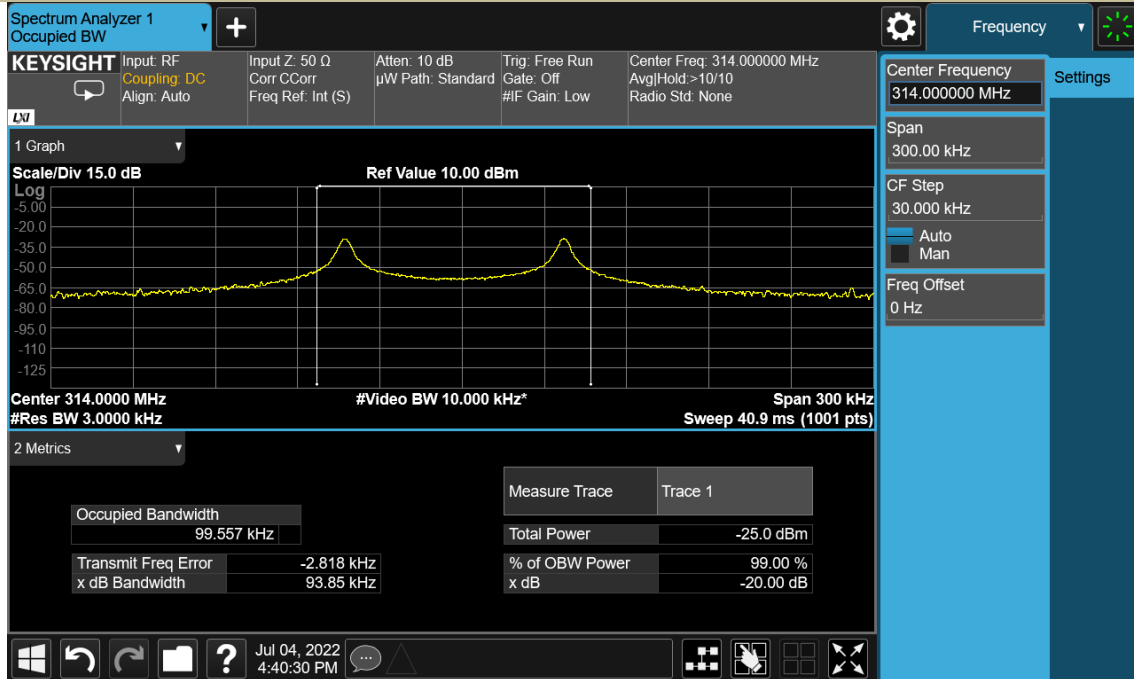 Spectrum Analyzer 1
Occupied BW
+
Frequency
KEYSIGHT
LXI
Input: RF
Coupling: DC
Align: Auto
Input Z: 50 Ω
Corr CCorr
Freq Ref: Int (S)
Atten: 10 dB
µW Path: Standard
Trig: Free Run
Gate: Off
#IF Gain: Low
Center Freq: 314.000000 MHz
Avg|Hold:>10/10
Radio Std: None
Center Frequency
314.000000 MHz
Settings
Span
300.00 kHz
CF Step
30.000 kHz
Auto
Man
Freq Offset
0 Hz
1 Graph
Scale/Div 15.0 dB
Ref Value 10.00 dBm
Log
-5.00
-20.0
-35.0
-50.0
-65.0
-80.0
-95.0
-110
-125
Center 314.0000 MHz
#Video BW 10.000 kHz*
Span 300 kHz
#Res BW 3.0000 kHz
Sweep 40.9 ms (1001 pts)
2 Metrics
Measure Trace Trace 1
Occupied Bandwidth
99.557 kHz
Total Power -25.0 dBm
Transmit Freq Error -2.818 kHz
% of OBW Power 99.00 %
x dB Bandwidth 93.85 kHz
x dB -20.00 dB
?
Jul 04, 2022
4:40:30 PM